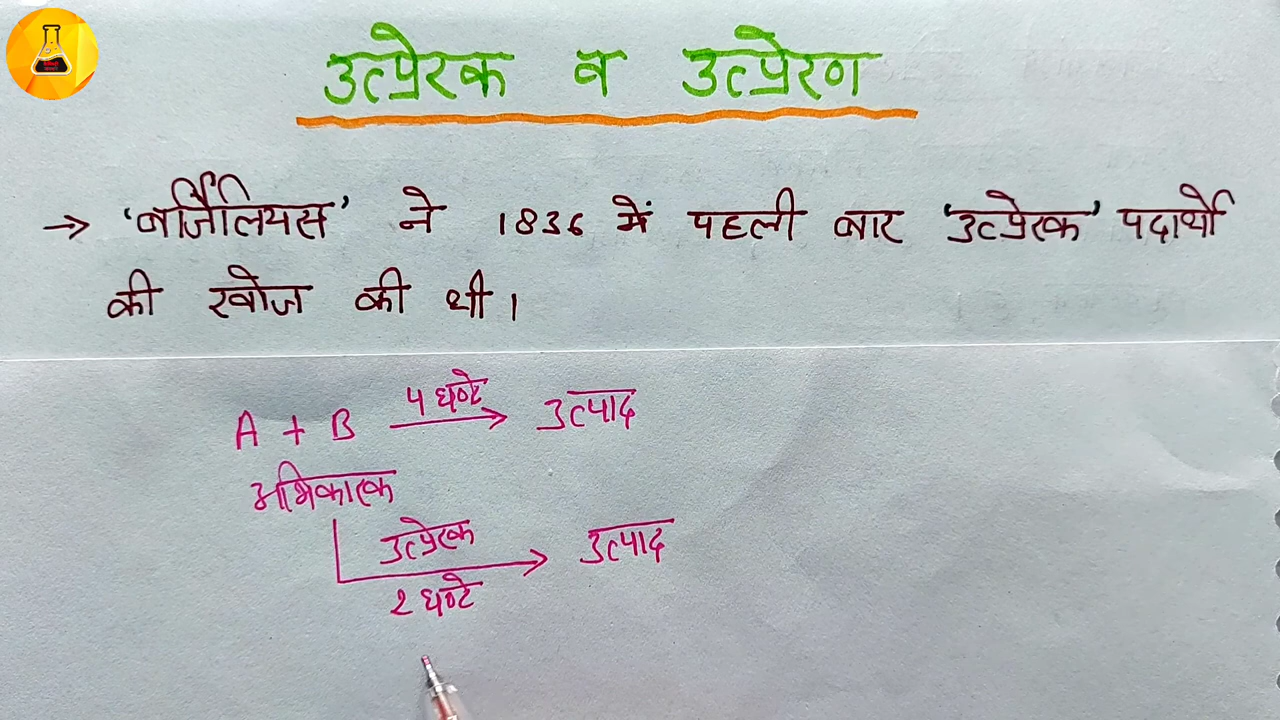 उत्प्रेरक व उत्प्रेरण
→ 'बर्जिलियस' ने 1836 में पहली बार 'उत्प्रेरक' पदार्थो
की खोज की थी।
A + B 4 घण्टे → उत्पाद
अभिकारक
उत्प्रेरक → उत्पाद
2 घण्टे